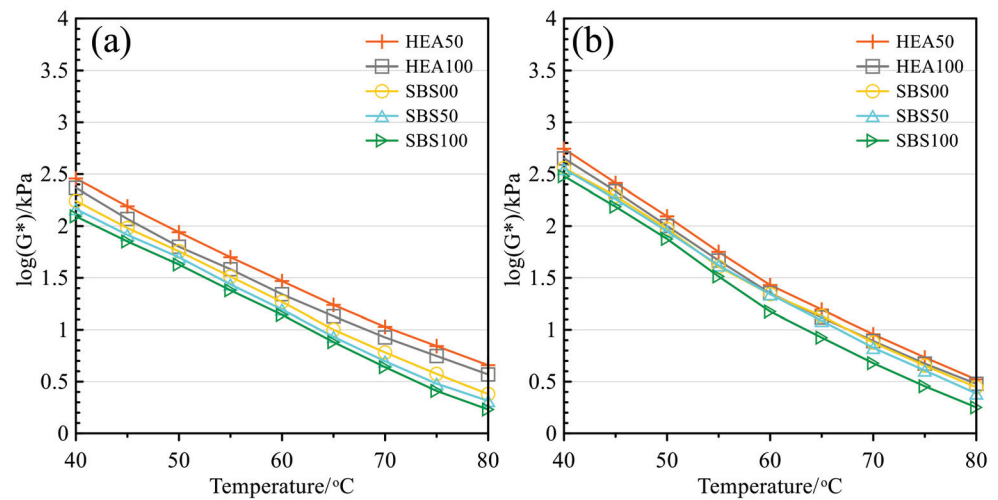 (a)
HEA50
HEA100
SBS00
SBS50
SBS100
log(G*)/kPa
4
3.5
3
2.5
2
1.5
1
0.5
0
40 50 60 70 80
Temperature/°C
(b)
HEA50
HEA100
SBS00
SBS50
SBS100
log(G*)/kPa
4
3.5
3
2.5
2
1.5
1
0.5
0
40 50 60 70 80
Temperature/°C